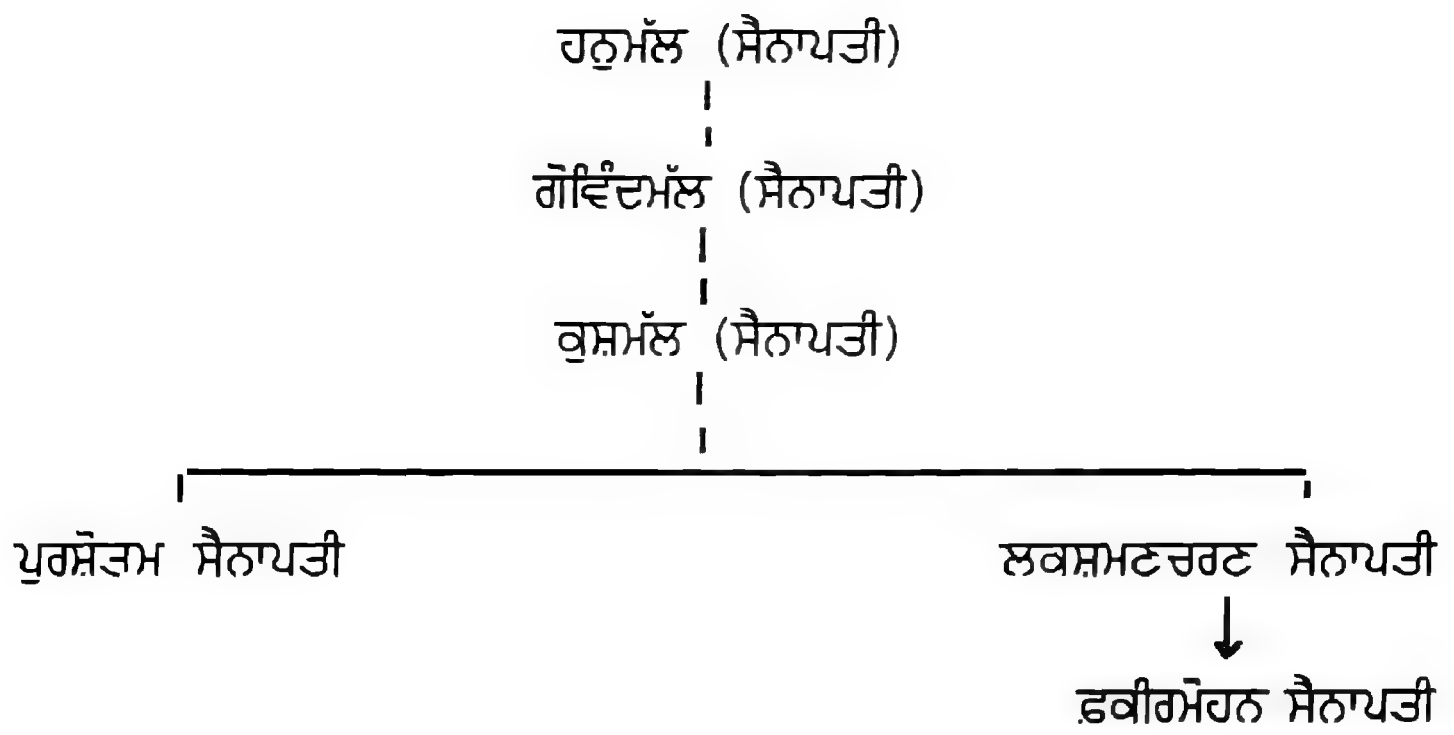 ਹਨੁਮੱਲ (ਸੈਨਾਪਤੀ)
ਗੋਵਿੰਦਮੱਲ (ਸੈਨਾਪਤੀ)
ਕੁਸ਼ਮੱਲ (ਸੈਨਾਪਤੀ)
ਪੁਰਸ਼ੋਤਮ ਸੈਨਾਪਤੀ ਲਕਸ਼ਮਣਚਰਣ ਸੈਨਾਪਤੀ
ਫ਼ਕੀਰਮੋਹਨ ਸੈਨਾਪਤੀ